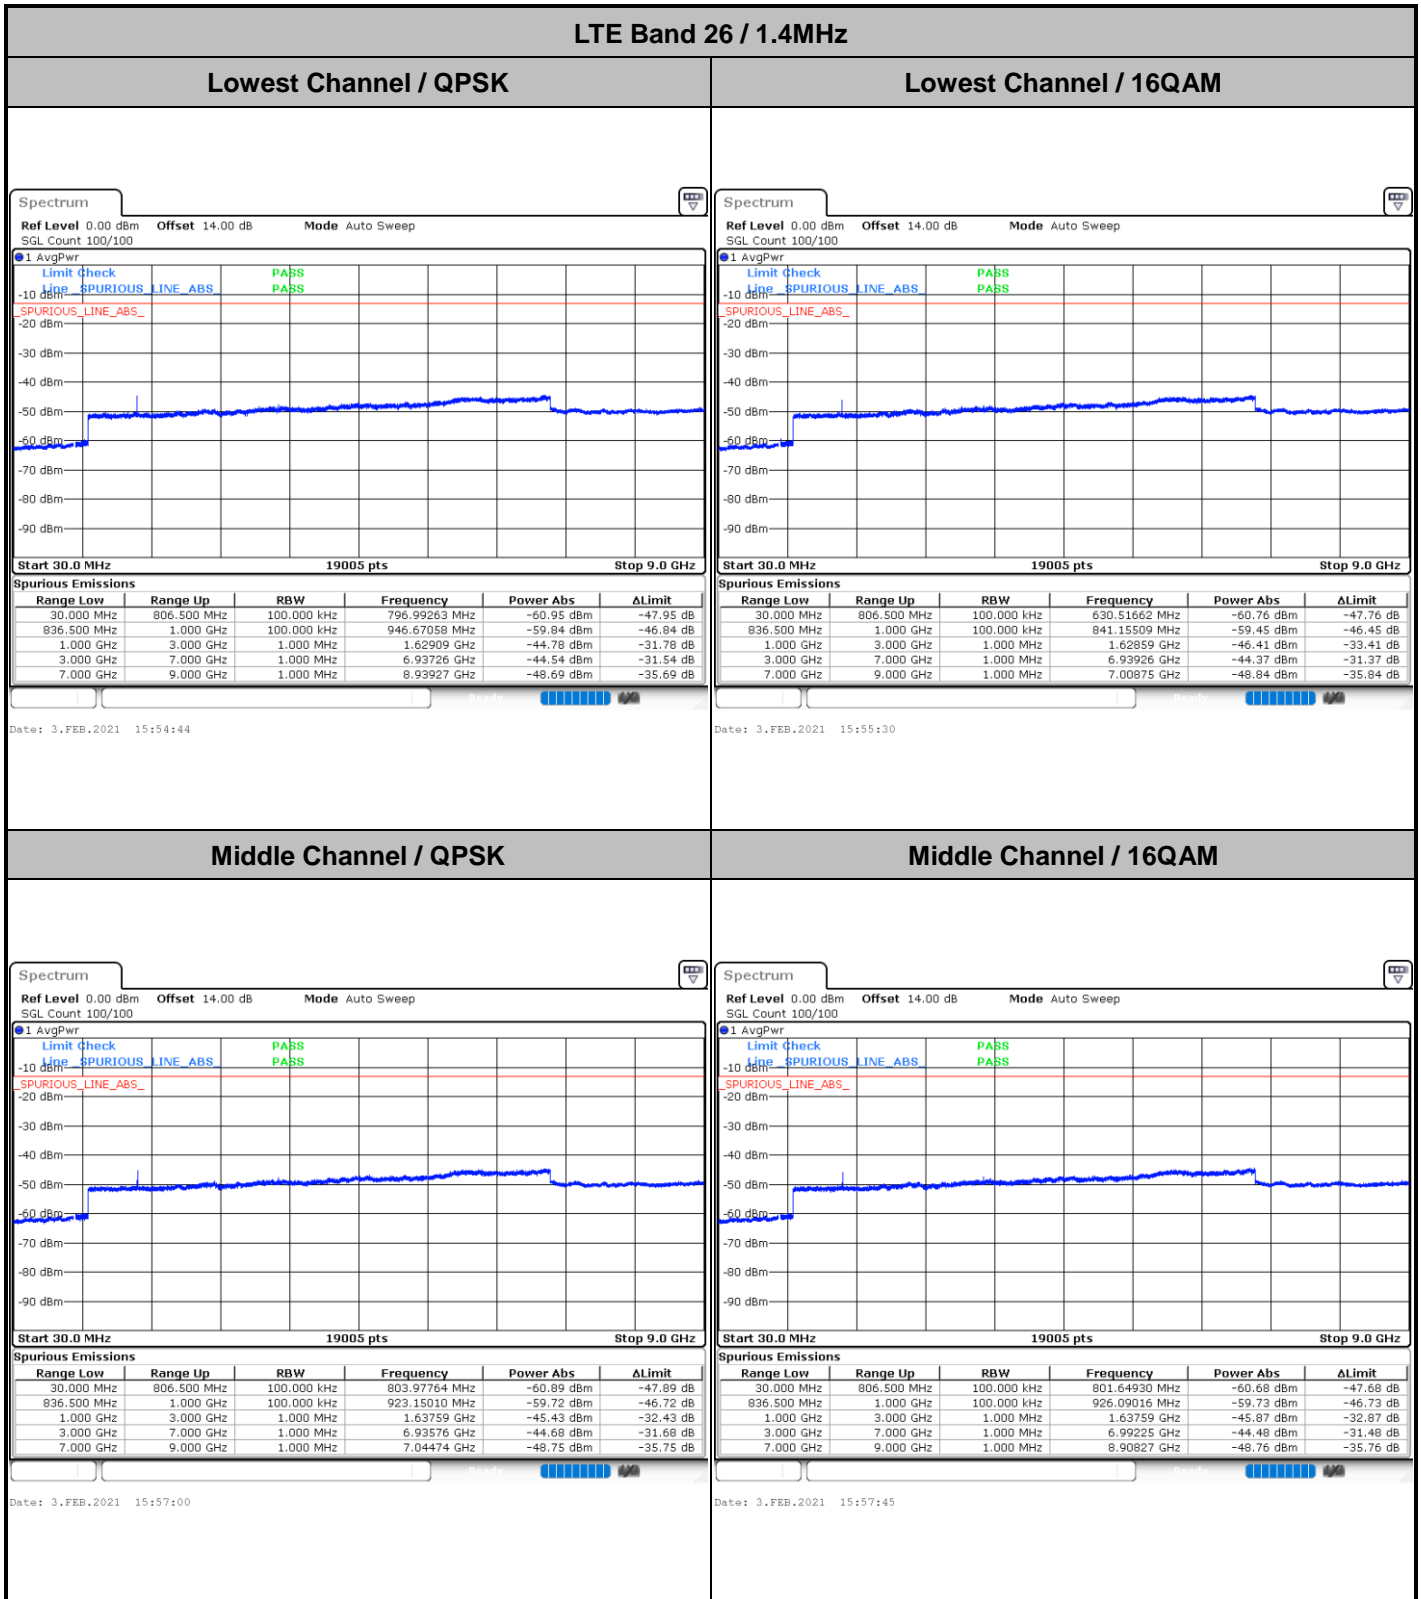 LTE Band 26 / 1.4MHz
Lowest Channel / QPSK
Lowest Channel / 16QAM
Spectrum
Ref Level 0.00 dBm Offset 14.00 dB Mode Auto Sweep
SGL Count 100/100
1 AvgPwr
Limit Check PASS
Line _SPURIOUS_LINE_ABS_ PASS
-10 dBm
_SPURIOUS_LINE_ABS_
-20 dBm
-30 dBm
-40 dBm
-50 dBm
-60 dBm
-70 dBm
-80 dBm
-90 dBm
Start 30.0 MHz 19005 pts Stop 9.0 GHz
Spurious Emissions
Range Low Range Up RBW Frequency Power Abs ΔLimit
30.000 MHz 806.500 MHz 100.000 kHz 796.99263 MHz -60.95 dBm -47.95 dB
836.500 MHz 1.000 GHz 100.000 kHz 946.67058 MHz -59.84 dBm -46.84 dB
1.000 GHz 3.000 GHz 1.000 MHz 1.62909 GHz -44.78 dBm -31.78 dB
3.000 GHz 7.000 GHz 1.000 MHz 6.93726 GHz -44.54 dBm -31.54 dB
7.000 GHz 9.000 GHz 1.000 MHz 8.93927 GHz -48.69 dBm -35.69 dB
Date: 3.FEB.2021 15:54:44
Spectrum
Ref Level 0.00 dBm Offset 14.00 dB Mode Auto Sweep
SGL Count 100/100
1 AvgPwr
Limit Check PASS
Line _SPURIOUS_LINE_ABS_ PASS
-10 dBm
_SPURIOUS_LINE_ABS_
-20 dBm
-30 dBm
-40 dBm
-50 dBm
-60 dBm
-70 dBm
-80 dBm
-90 dBm
Start 30.0 MHz 19005 pts Stop 9.0 GHz
Spurious Emissions
Range Low Range Up RBW Frequency Power Abs ΔLimit
30.000 MHz 806.500 MHz 100.000 kHz 630.51662 MHz -60.76 dBm -47.76 dB
836.500 MHz 1.000 GHz 100.000 kHz 841.15509 MHz -59.45 dBm -46.45 dB
1.000 GHz 3.000 GHz 1.000 MHz 1.62859 GHz -46.41 dBm -33.41 dB
3.000 GHz 7.000 GHz 1.000 MHz 6.93926 GHz -44.37 dBm -31.37 dB
7.000 GHz 9.000 GHz 1.000 MHz 7.00875 GHz -48.84 dBm -35.84 dB
Date: 3.FEB.2021 15:55:30
Middle Channel / QPSK
Middle Channel / 16QAM
Spectrum
Ref Level 0.00 dBm Offset 14.00 dB Mode Auto Sweep
SGL Count 100/100
1 AvgPwr
Limit Check PASS
Line _SPURIOUS_LINE_ABS_ PASS
-10 dBm
_SPURIOUS_LINE_ABS_
-20 dBm
-30 dBm
-40 dBm
-50 dBm
-60 dBm
-70 dBm
-80 dBm
-90 dBm
Start 30.0 MHz 19005 pts Stop 9.0 GHz
Spurious Emissions
Range Low Range Up RBW Frequency Power Abs ΔLimit
30.000 MHz 806.500 MHz 100.000 kHz 803.97764 MHz -60.89 dBm -47.89 dB
836.500 MHz 1.000 GHz 100.000 kHz 923.15010 MHz -59.72 dBm -46.72 dB
1.000 GHz 3.000 GHz 1.000 MHz 1.63759 GHz -45.43 dBm -32.43 dB
3.000 GHz 7.000 GHz 1.000 MHz 6.93576 GHz -44.68 dBm -31.68 dB
7.000 GHz 9.000 GHz 1.000 MHz 7.04474 GHz -48.75 dBm -35.75 dB
Date: 3.FEB.2021 15:57:00
Spectrum
Ref Level 0.00 dBm Offset 14.00 dB Mode Auto Sweep
SGL Count 100/100
1 AvgPwr
Limit Check PASS
Line _SPURIOUS_LINE_ABS_ PASS
-10 dBm
_SPURIOUS_LINE_ABS_
-20 dBm
-30 dBm
-40 dBm
-50 dBm
-60 dBm
-70 dBm
-80 dBm
-90 dBm
Start 30.0 MHz 19005 pts Stop 9.0 GHz
Spurious Emissions
Range Low Range Up RBW Frequency Power Abs ΔLimit
30.000 MHz 806.500 MHz 100.000 kHz 801.64930 MHz -60.68 dBm -47.68 dB
836.500 MHz 1.000 GHz 100.000 kHz 926.09016 MHz -59.73 dBm -46.73 dB
1.000 GHz 3.000 GHz 1.000 MHz 1.63759 GHz -45.87 dBm -32.87 dB
3.000 GHz 7.000 GHz 1.000 MHz 6.99225 GHz -44.48 dBm -31.48 dB
7.000 GHz 9.000 GHz 1.000 MHz 8.90827 GHz -48.76 dBm -35.76 dB
Date: 3.FEB.2021 15:57:45